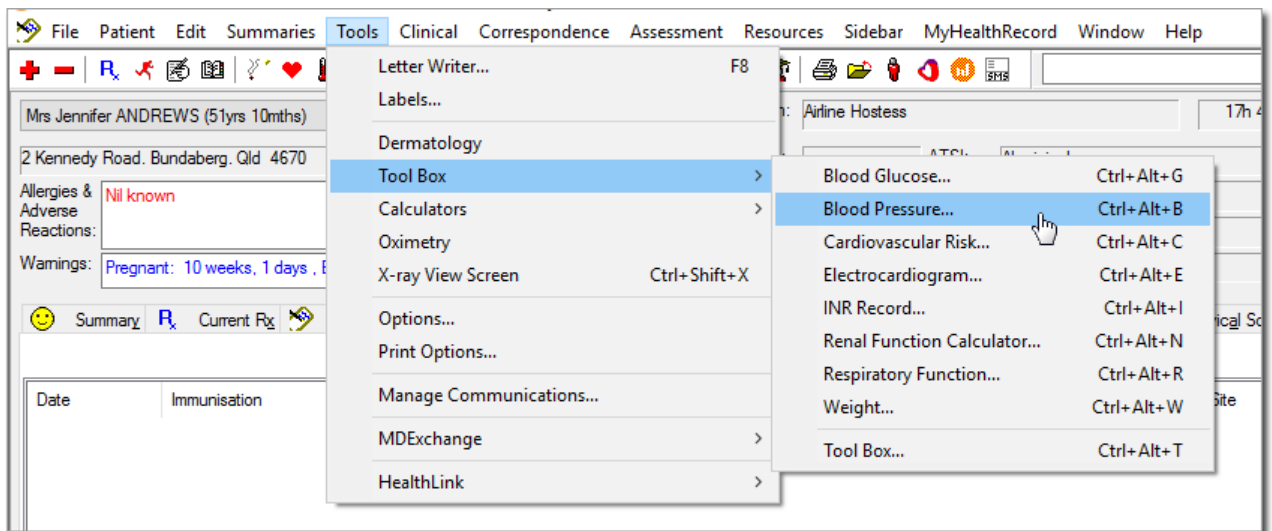 File Patient Edit Summaries Tools Clinical Correspondence Assessment Resources Sidebar MyHealthRecord Window Help
SMS
Mrs Jennifer ANDREWS (51yrs 10mths)
Airline Hostess
17h
2 Kennedy Road. Bundaberg. Qld 4670
ATSI:
Allergies &
Adverse
Reactions:
Nil known
Warnings:
Pregnant: 10 weeks, 1 days ,
Summary Rx Current Rx
Date Immunisation
Site
Letter Writer... F8
Labels...
Dermatology
Tool Box >
Calculators >
Oximetry
X-ray View Screen Ctrl+Shift+X
Options...
Print Options...
Manage Communications...
MDExchange >
HealthLink >
Blood Glucose... Ctrl+Alt+G
Blood Pressure... Ctrl+Alt+B
Cardiovascular Risk... Ctrl+Alt+C
Electrocardiogram... Ctrl+Alt+E
INR Record... Ctrl+Alt+I
Renal Function Calculator... Ctrl+Alt+N
Respiratory Function... Ctrl+Alt+R
Weight... Ctrl+Alt+W
Tool Box... Ctrl+Alt+T